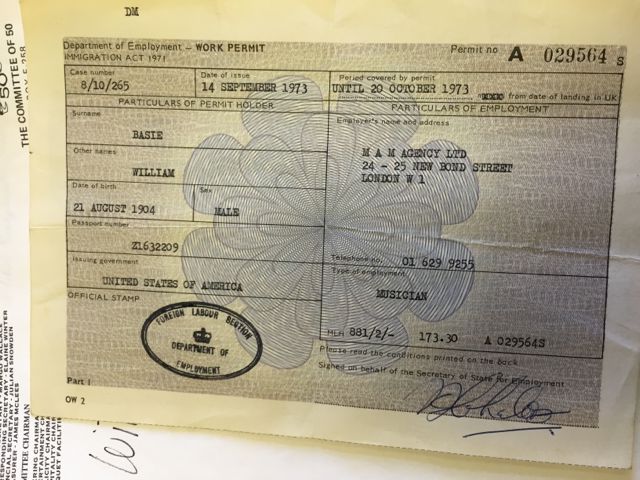 DM
Department of Employment – WORK PERMIT
IMMIGRATION ACT 1971
Permit no A 029564 S
Case number
8/10/265
Date of issue
14 SEPTEMBER 1973
Period covered by permit
UNTIL 20 OCTOBER 1973
from date of landing in UK
PARTICULARS OF PERMIT HOLDER
PARTICULARS OF EMPLOYMENT
Surname
BASIE
Other names
WILLIAM
Date of birth
21 AUGUST 1904
Sex
MALE
Passport number
Z1632209
Issuing government
UNITED STATES OF AMERICA
Employer's name and address
M A M AGENCY LTD
24 - 25 NEW BOND STREET
LONDON W 1
Telephone no. 01 629 9255
Type of employment
MUSICIAN
OFFICIAL STAMP
FOREIGN LABOUR SECTION
DEPARTMENT OF
EMPLOYMENT
MLH 881/2/- 173.30 A 029564S
Please read the conditions printed on the back
Signed on behalf of the Secretary of State for Employment
Part 1
OW 2
THE COMMITTEE OF 50